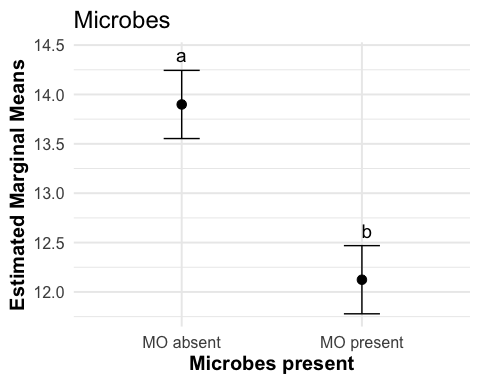 Microbes
Estimated Marginal Means
14.5
14.0
13.5
13.0
12.5
12.0
a
b
MO absent
MO present
Microbes present